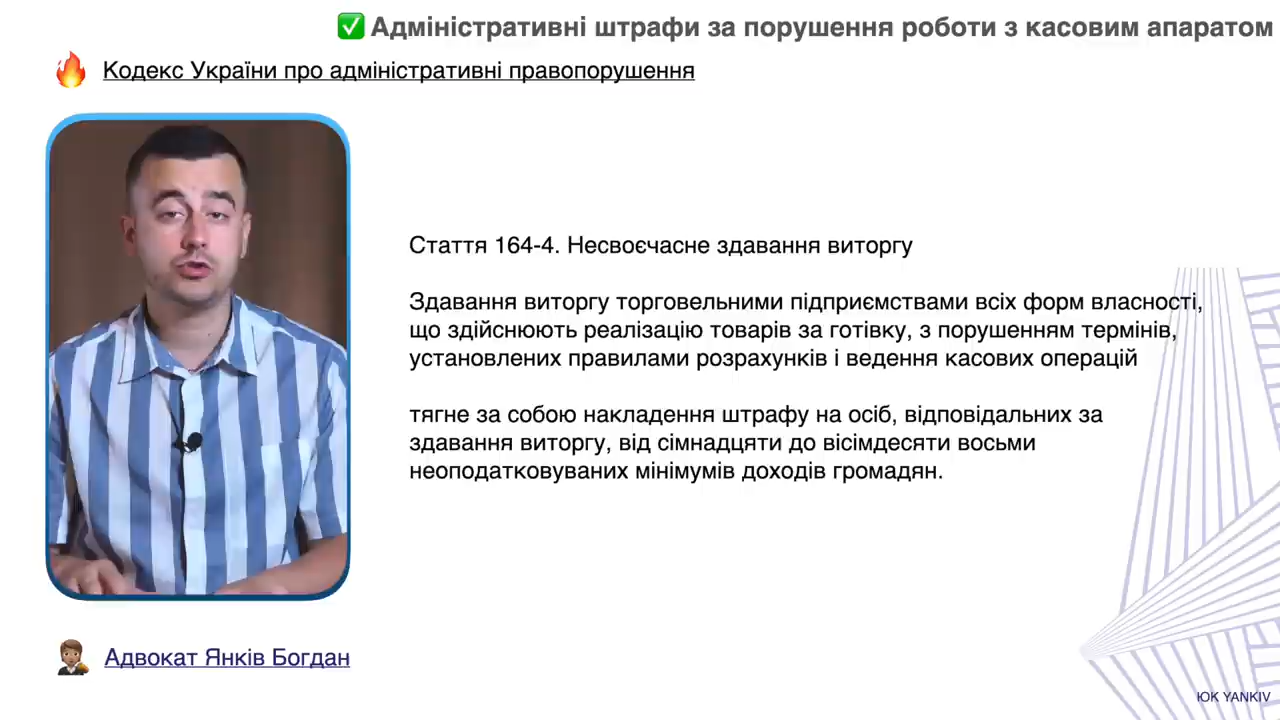 Адміністративні штрафи за порушення роботи з касовим апаратом
Кодекс України про адміністративні правопорушення
Стаття 164-4. Несвоєчасне здавання виторгу
Здавання виторгу торговельними підприємствами всіх форм власності,
що здійснюють реалізацію товарів за готівку, з порушенням термінів,
установлених правилами розрахунків і ведення касових операцій
тягне за собою накладення штрафу на осіб, відповідальних за
здавання виторгу, від сімнадцяти до вісімдесяти восьми
неоподатковуваних мінімумів доходів громадян.
Адвокат Янків Богдан
ЮК YANKIV